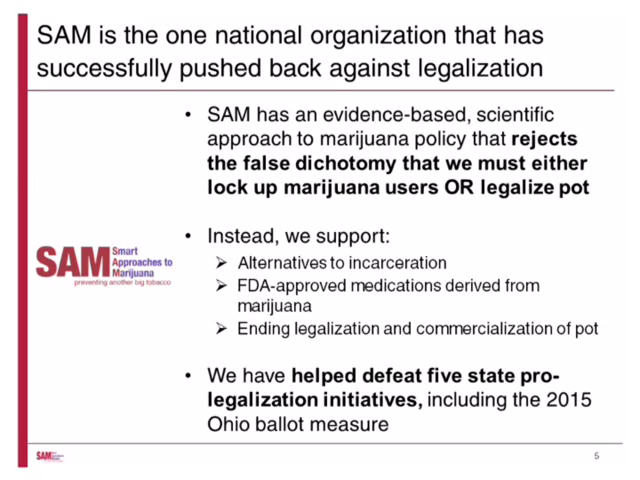 SAM is the one national organization that has
successfully pushed back against legalization
• SAM has an evidence-based, scientific
approach to marijuana policy that rejects
the false dichotomy that we must either
lock up marijuana users OR legalize pot
• Instead, we support:
➢ Alternatives to incarceration
➢ FDA-approved medications derived from
marijuana
➢ Ending legalization and commercialization of pot
• We have helped defeat five state pro-
legalization initiatives, including the 2015
Ohio ballot measure
SAM Smart
Approaches to
Marijuana
preventing another big tobacco
SAM
5